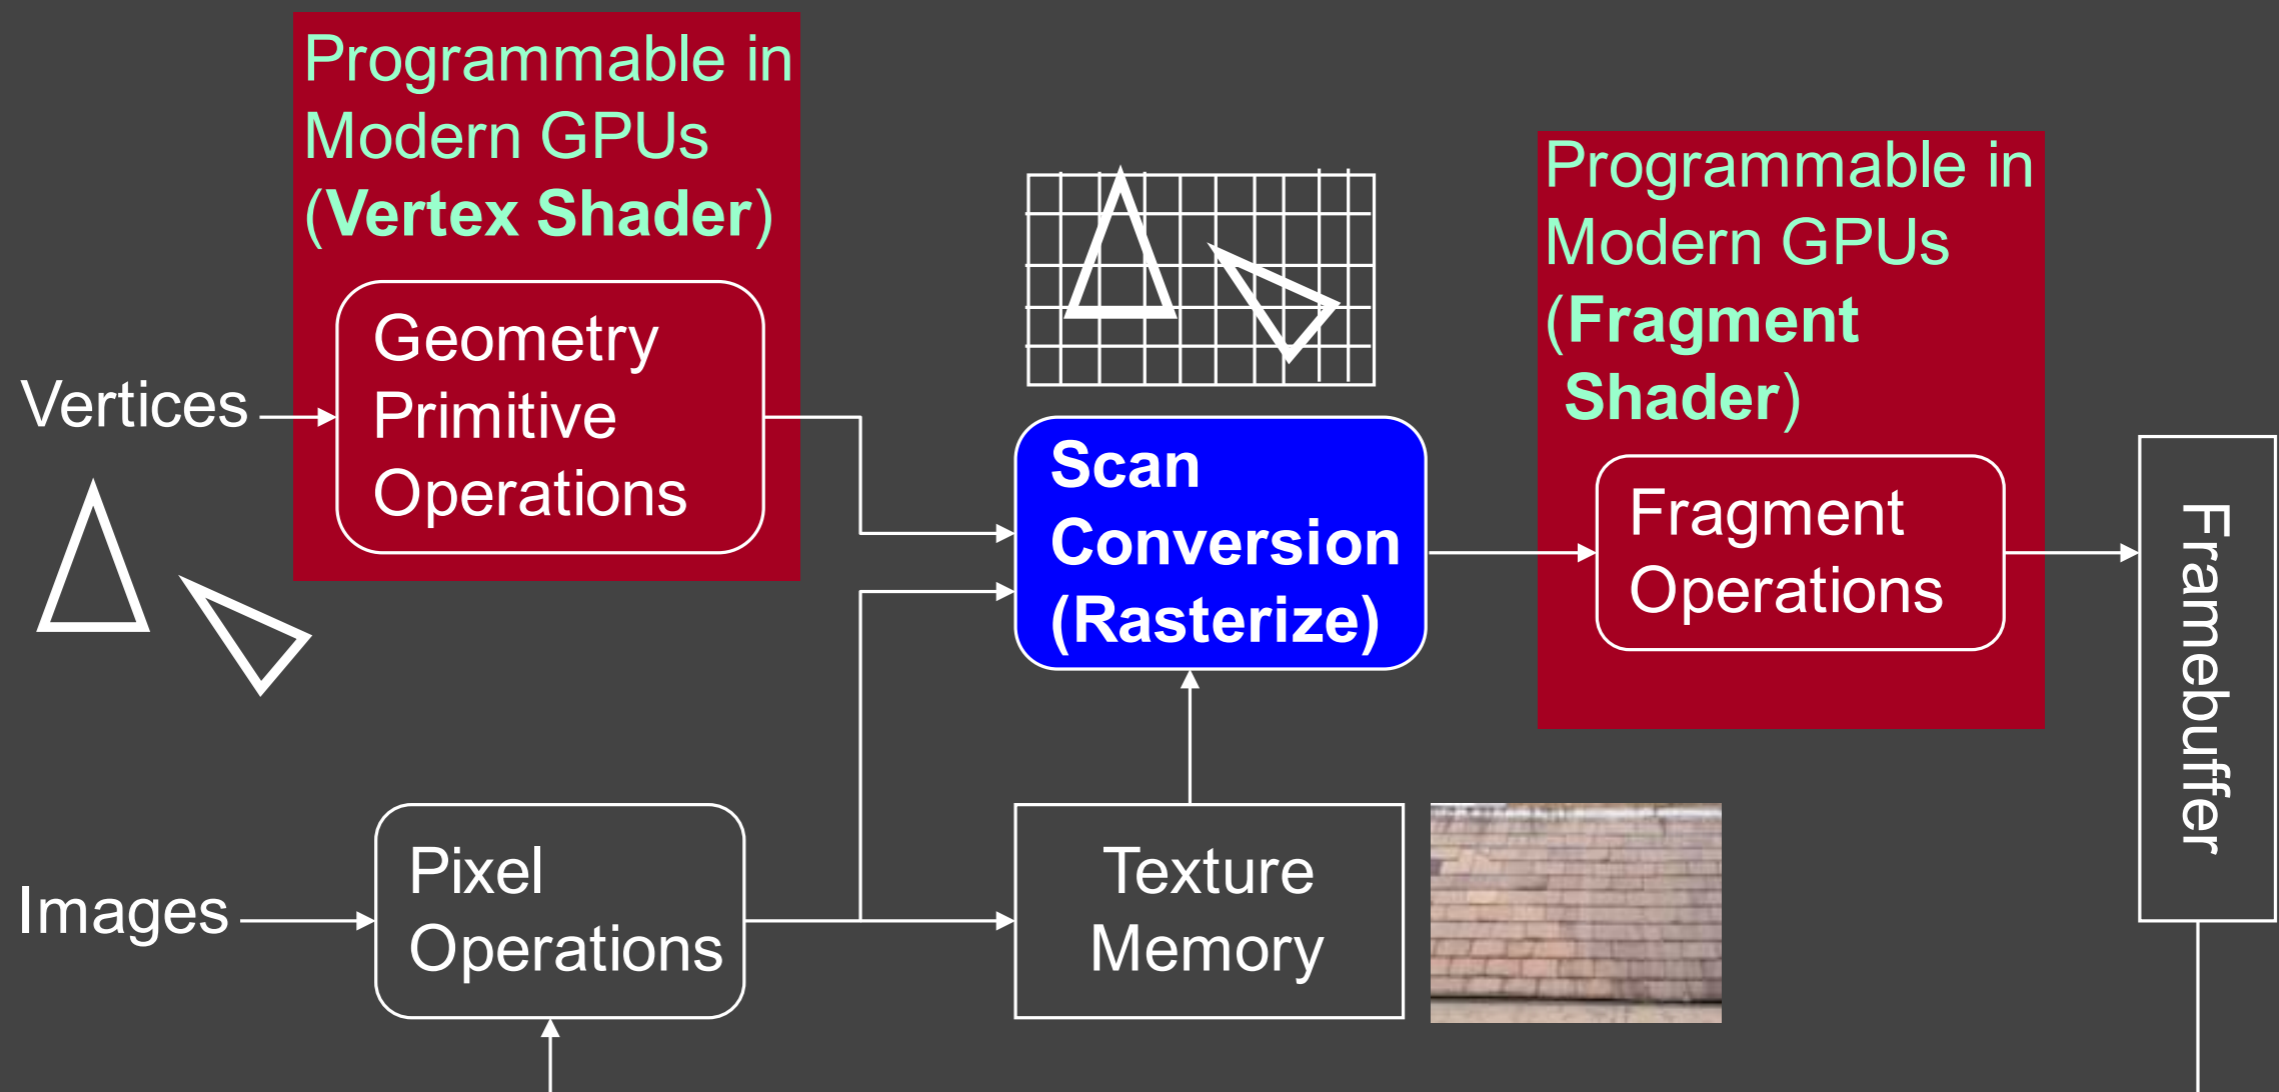 Programmable in
Modern GPUs
(Vertex Shader)
Geometry
Primitive
Operations
Vertices
Scan
Conversion
(Rasterize)
Programmable in
Modern GPUs
(Fragment
Shader)
Fragment
Operations
Framebuffer
Images
Pixel
Operations
Texture
Memory